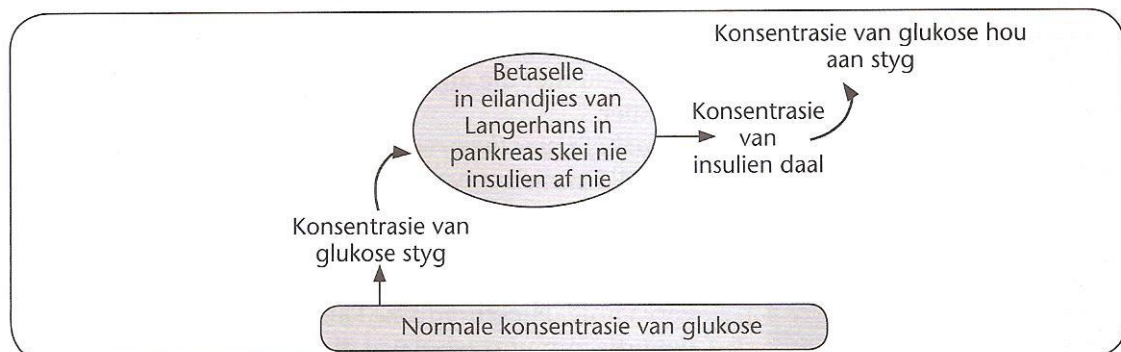 Konsentrasie van glukose hou
aan styg
Betaselle
in eilandjies van
Langerhans in
pankreas skei nie
insulien af nie
Konsentrasie
van
insulien daal
Konsentrasie van
glukose styg
Normale konsentrasie van glukose